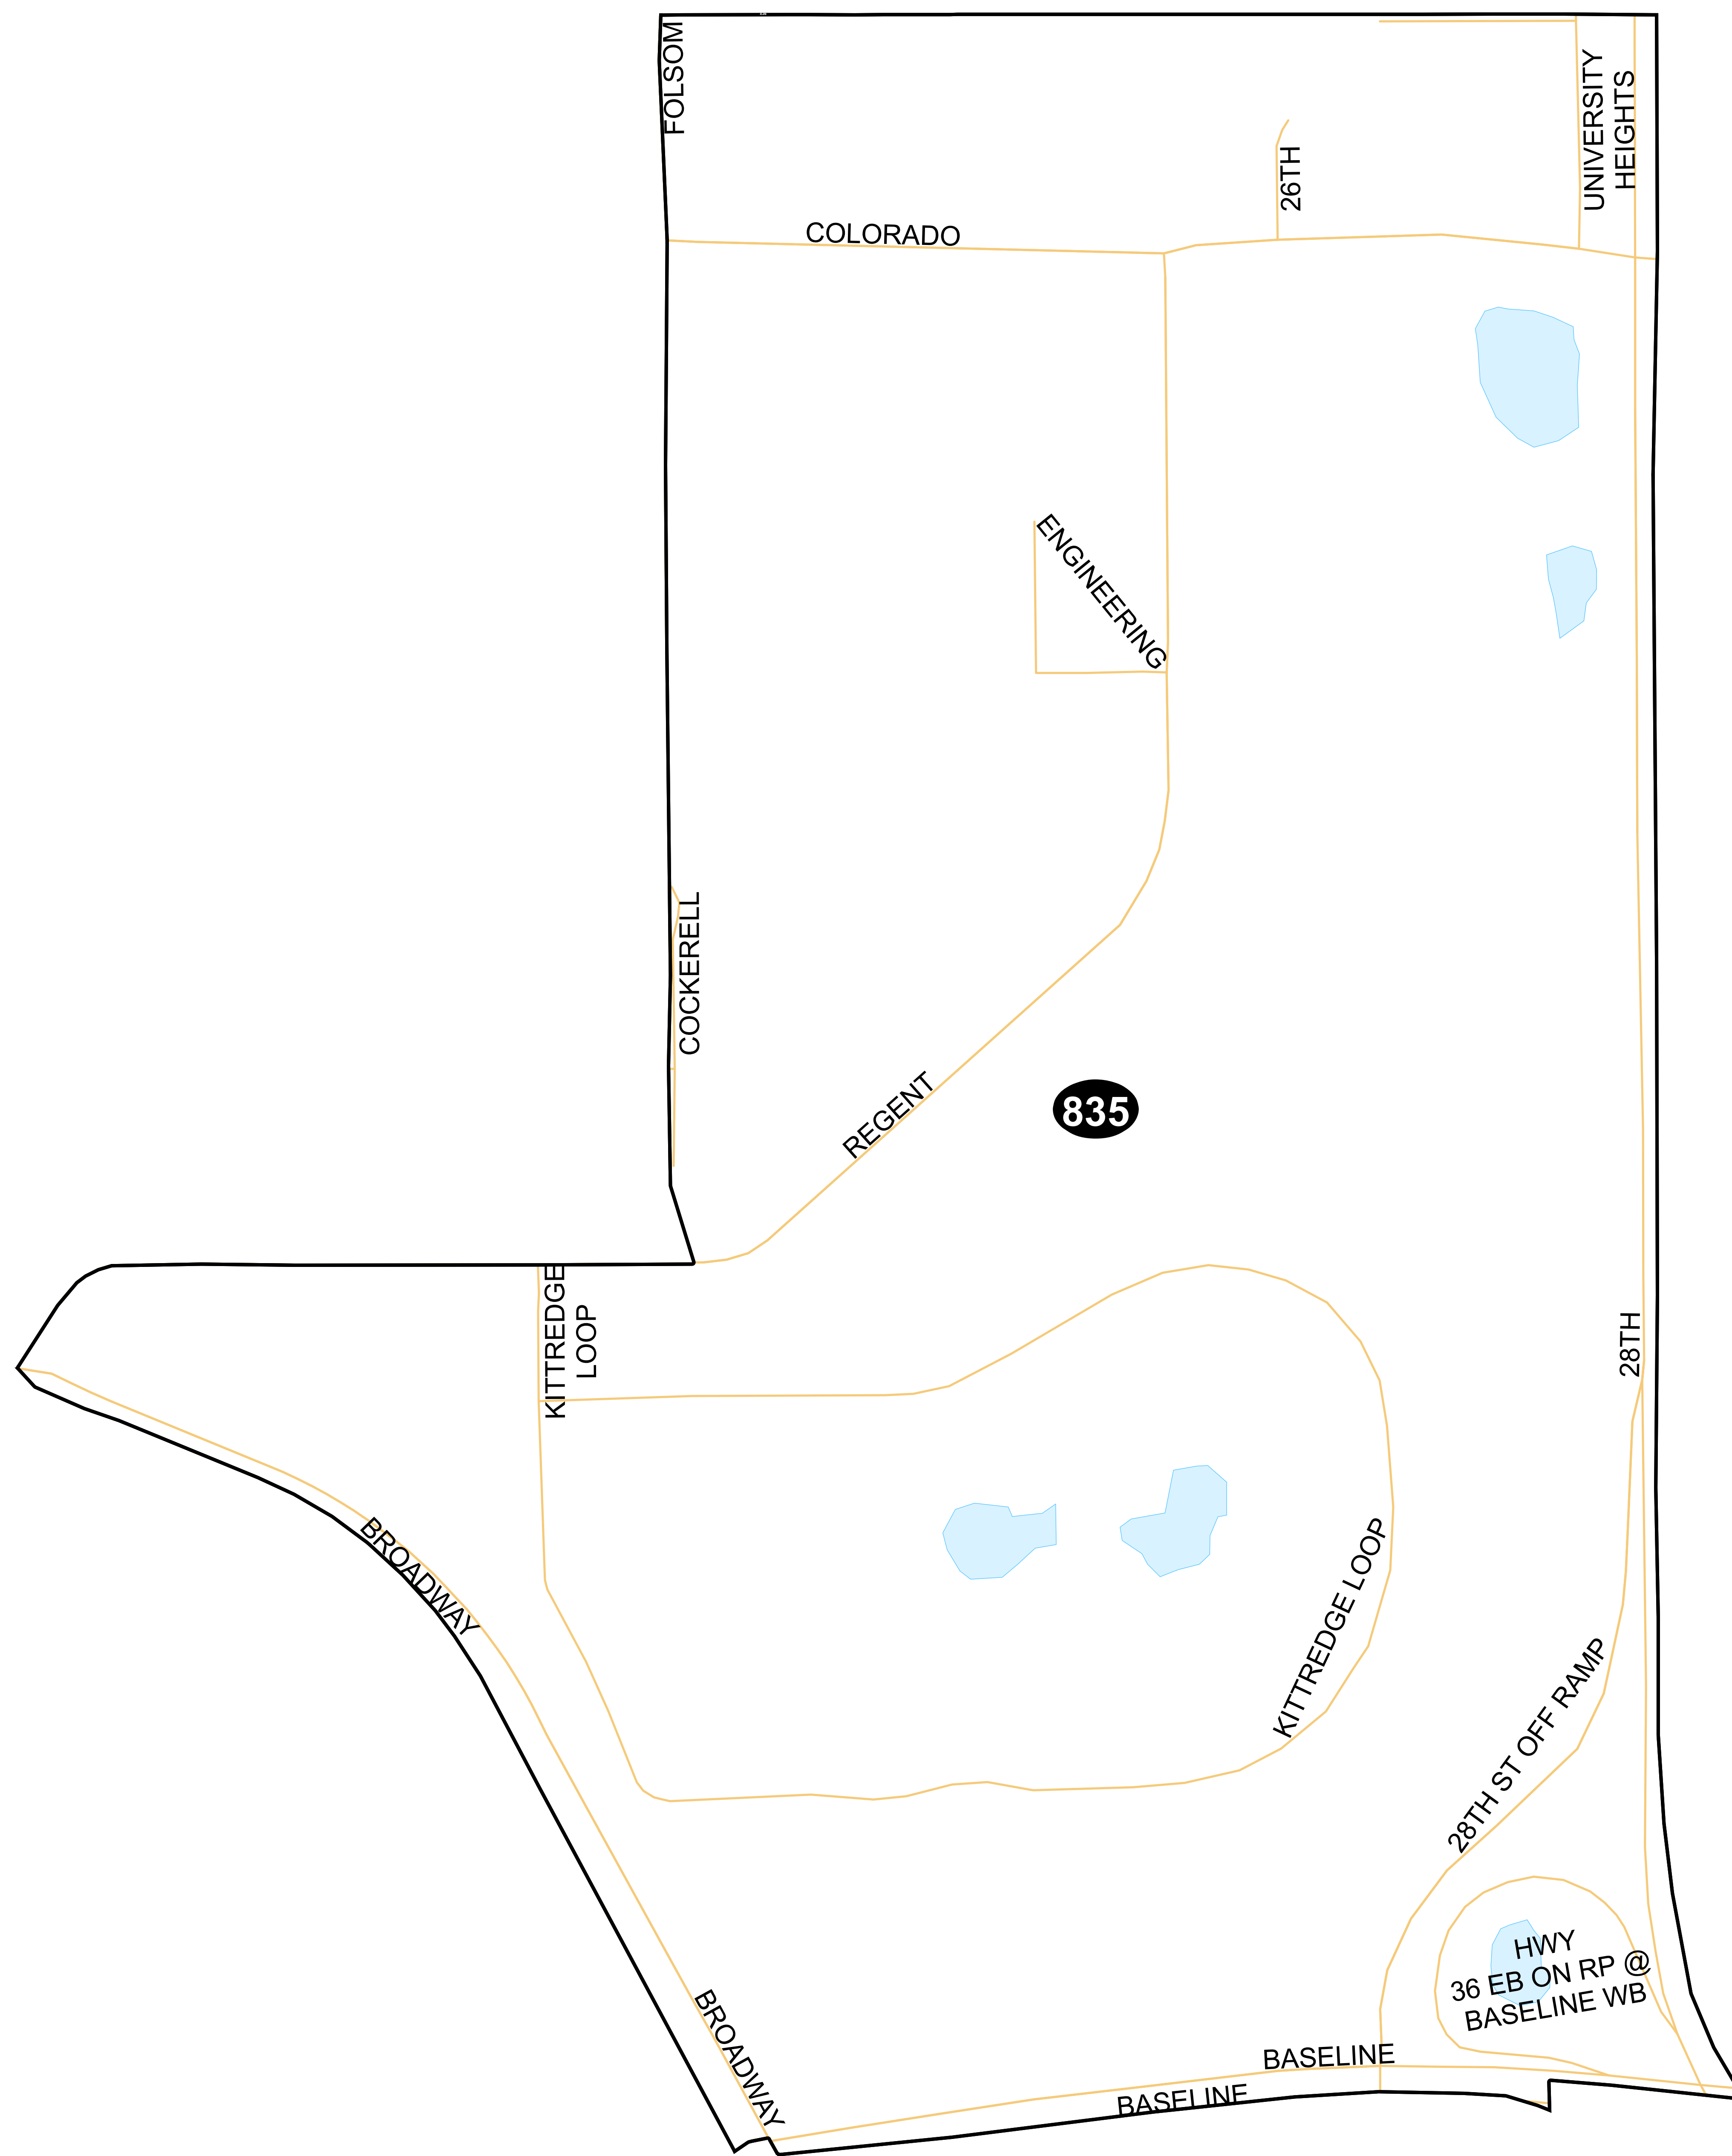 FOLSOM
UNIVERSITY
HEIGHTS
26TH
COLORADO
ENGINEERING
COCKERELL
REGENT
835
KITTREDGE
LOOP
28TH
BROADWAY
KITTREDGE LOOP
28TH ST OFF RAMP
HWY
36 EB ON RP @
BASELINE WB
BROADWAY
BASELINE
BASELINE